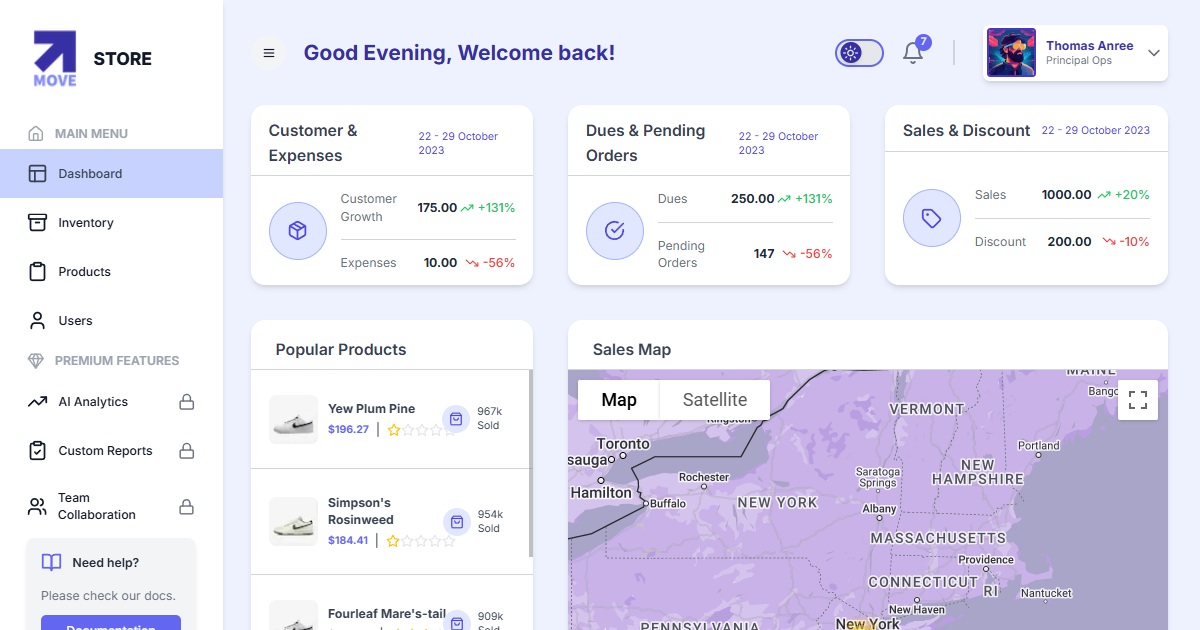 MOVE
STORE
Good Evening, Welcome back!
7
Thomas Anree
Principal Ops
MAIN MENU
Dashboard
Inventory
Products
Users
PREMIUM FEATURES
AI Analytics
Custom Reports
Team
Collaboration
Need help?
Please check our docs.
Documentation
Customer &
Expenses
22 - 29 October
2023
Customer
Growth
175.00 +131%
Expenses
10.00 -56%
Dues & Pending
Orders
22 - 29 October
2023
Dues
250.00 +131%
Pending
Orders
147 -56%
Sales & Discount
22 - 29 October 2023
Sales
1000.00 +20%
Discount
200.00 -10%
Popular Products
Yew Plum Pine
$196.27 |
967k
Sold
Simpson's
Rosinweed
$184.41 |
954k
Sold
Fourleaf Mare's-tail
909k
Sold
Sales Map
Map
Satellite
MAINE
VERMONT
Kingston
Toronto
Portland
Rochester
Saratoga
Springs
NEW
HAMPSHIRE
Hamilton
Buffalo
NEW YORK
Albany
MASSACHUSETTS
Providence
CONNECTICUT
RI
Nantucket
New Haven
PENNSYLVANIA
New York